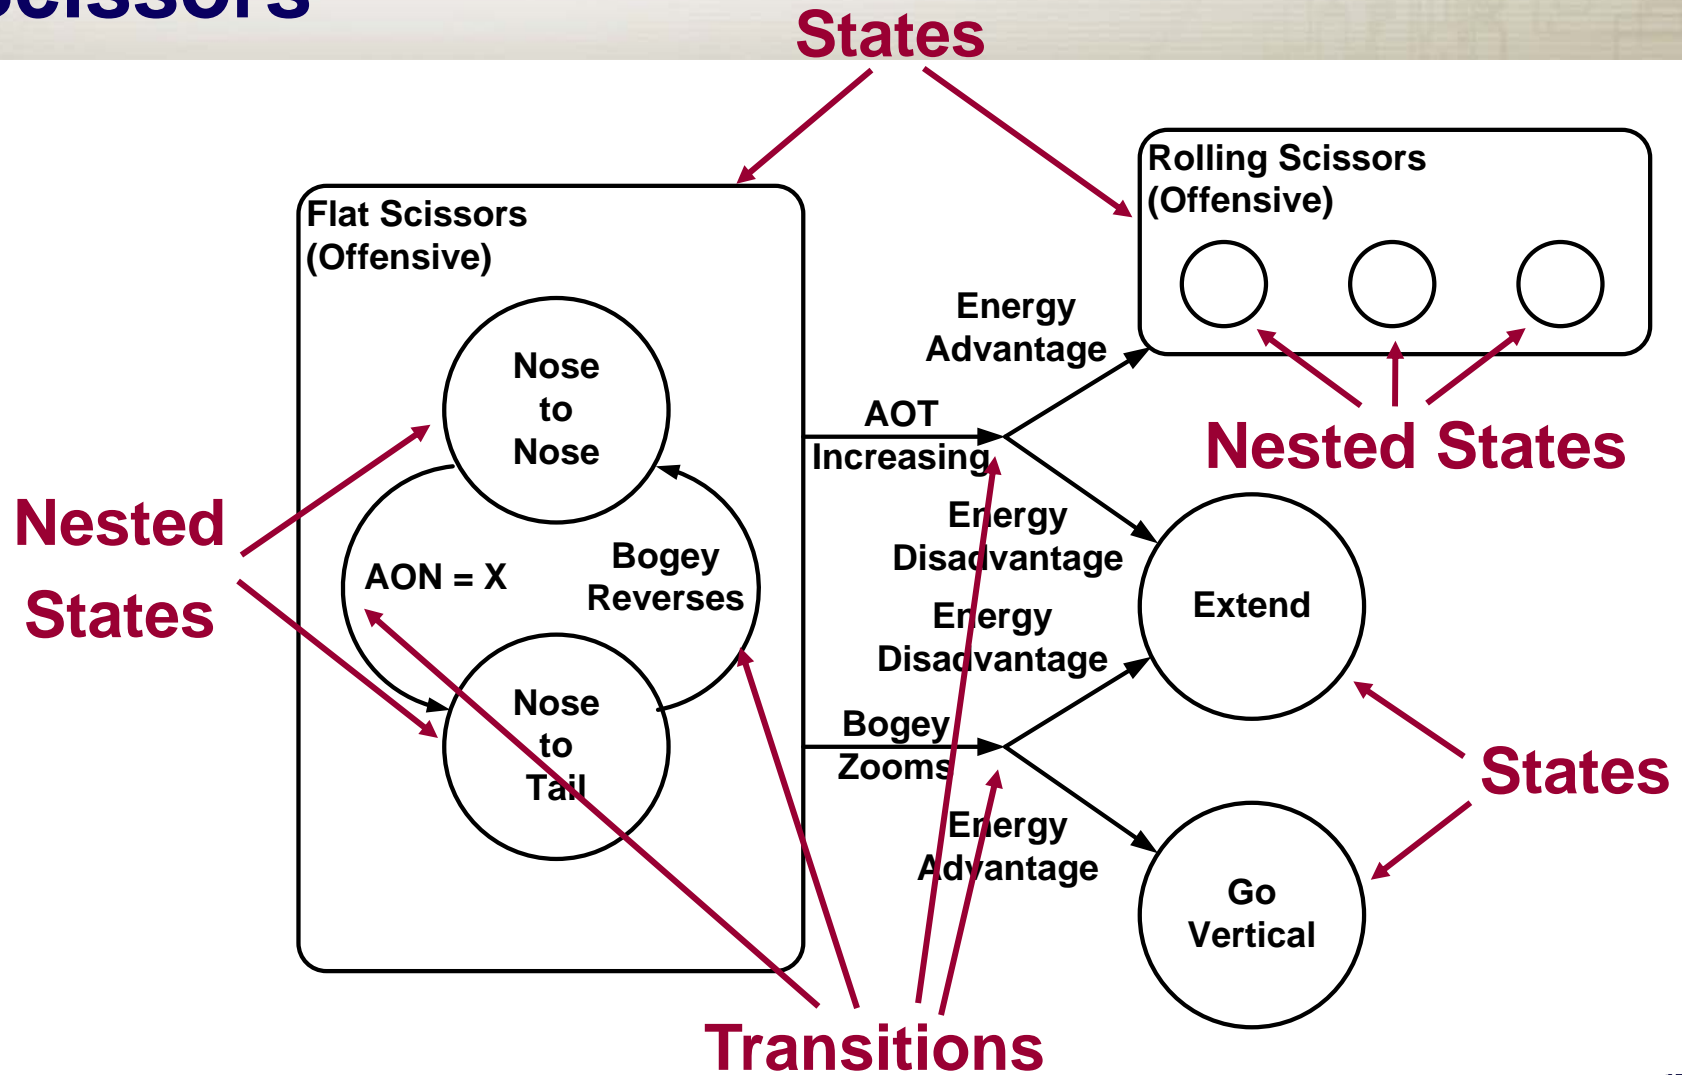 States
Rolling Scissors
(Offensive)
Flat Scissors
(Offensive)
Energy
Advantage
Nose
to
Nose
AOT
Increasing
Nested States
Nested
States
Energy
Disadvantage
AON = X
Bogey
Reverses
Extend
Energy
Disadvantage
Nose
to
Tail
Bogey
Zooms
States
Energy
Advantage
Go
Vertical
Transitions